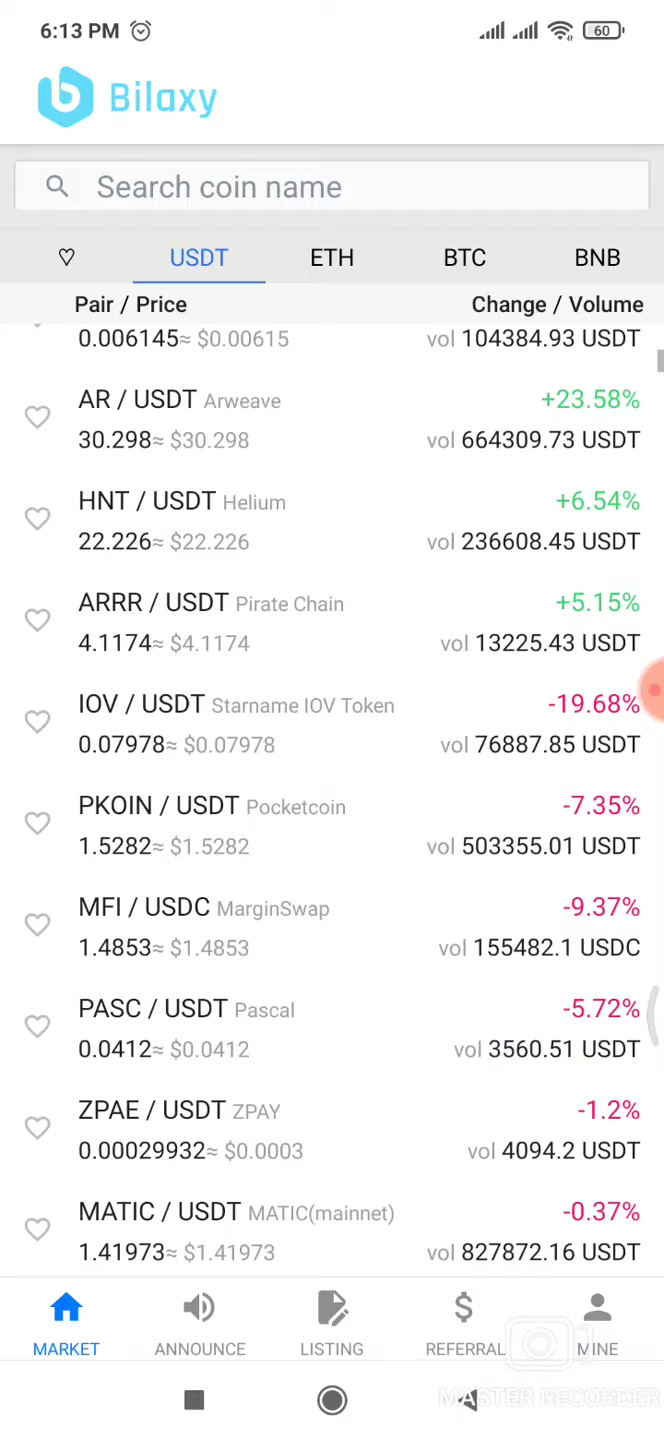 6:13 PM
60
Bilaxy
Search coin name
♡ USDT ETH BTC BNB
Pair / Price Change / Volume
0.006145≈ $0.00615 vol 104384.93 USDT
AR / USDT Arweave +23.58%
30.298≈ $30.298 vol 664309.73 USDT
HNT / USDT Helium +6.54%
22.226≈ $22.226 vol 236608.45 USDT
ARRR / USDT Pirate Chain +5.15%
4.1174≈ $4.1174 vol 13225.43 USDT
IOV / USDT Starname IOV Token -19.68%
0.07978≈ $0.07978 vol 76887.85 USDT
PKOIN / USDT Pocketcoin -7.35%
1.5282≈ $1.5282 vol 503355.01 USDT
MFI / USDC MarginSwap -9.37%
1.4853≈ $1.4853 vol 155482.1 USDC
PASC / USDT Pascal -5.72%
0.0412≈ $0.0412 vol 3560.51 USDT
ZPAE / USDT ZPAY -1.2%
0.00029932≈ $0.0003 vol 4094.2 USDT
MATIC / USDT MATIC(mainnet) -0.37%
1.41973≈ $1.41973 vol 827872.16 USDT
MARKET ANNOUNCE LISTING REFERRAL MINE
MASTER RECORDER